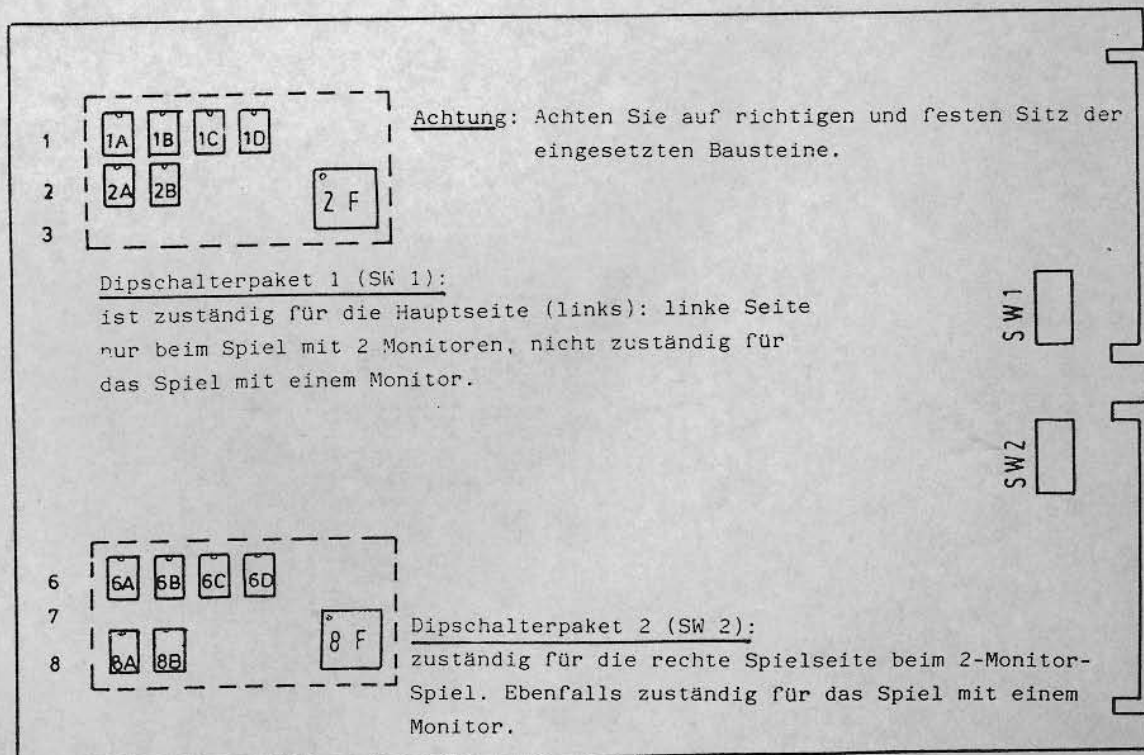 1A 1B 1C 1D
1
2A 2B
2
2 F
3
Achtung: Achten Sie auf richtigen und festen Sitz der
eingesetzten Bausteine.
Dipschalterpaket 1 (SW 1):
ist zuständig für die Hauptseite (links): linke Seite
nur beim Spiel mit 2 Monitoren, nicht zuständig für
das Spiel mit einem Monitor.
SW1
SW2
6A 6B 6C 6D
6
7
8A 8B
8
8 F
Dipschalterpaket 2 (SW 2):
zuständig für die rechte Spielseite beim 2-Monitor-
Spiel. Ebenfalls zuständig für das Spiel mit einem
Monitor.